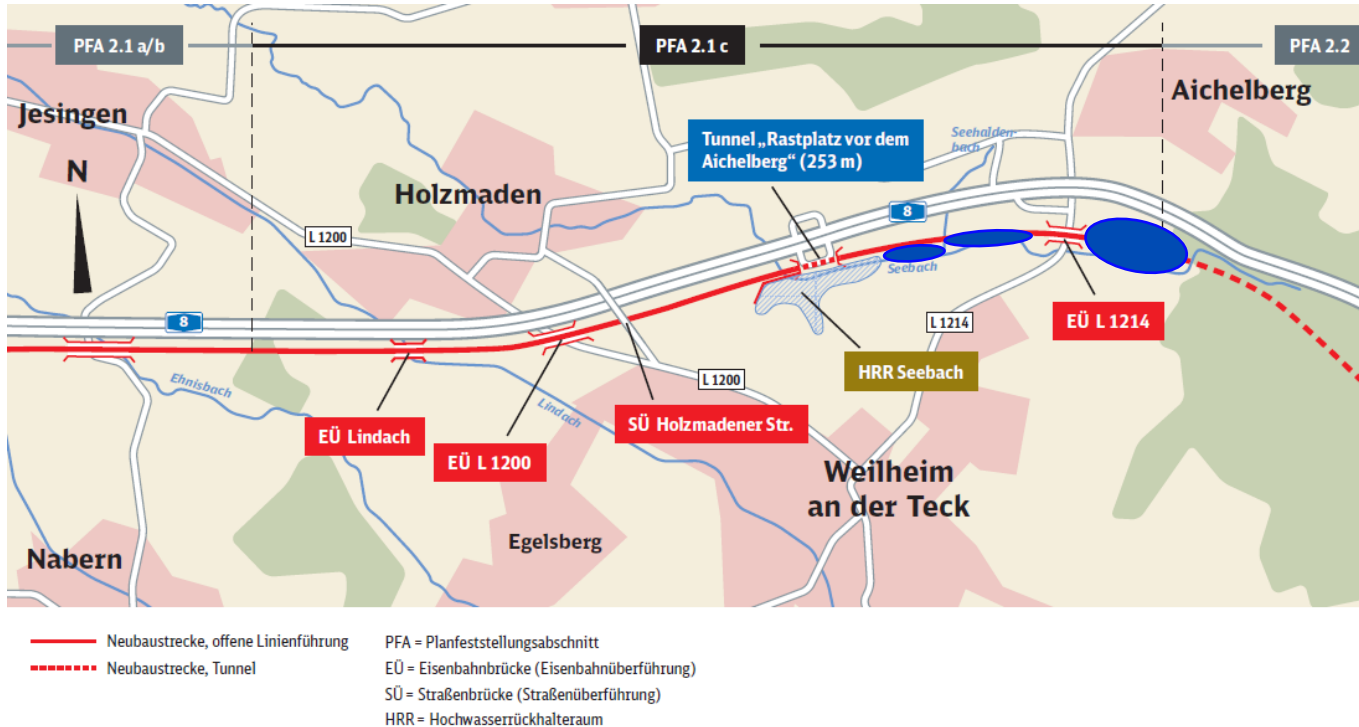 PFA 2.1 a/b
PFA 2.1 c
PFA 2.2
Jesingen
Aichelberg
N
Tunnel „Rastplatz vor dem
Aichelberg“ (253 m)
Seehalden-
bach
Holzmaden
8
L 1200
Seebach
8
L 1214
EÜ L 1214
Ehnisbach
HRR Seebach
L 1200
Lindach
EÜ Lindach
SÜ Holzmadener Str.
EÜ L 1200
Weilheim
an der Teck
Egelsberg
Nabern
Neubaustrecke, offene Linienführung
Neubaustrecke, Tunnel
PFA = Planfeststellungsabschnitt
EÜ = Eisenbahnbrücke (Eisenbahnüberführung)
SÜ = Straßenbrücke (Straßenüberführung)
HRR = Hochwasserrückhalteraum